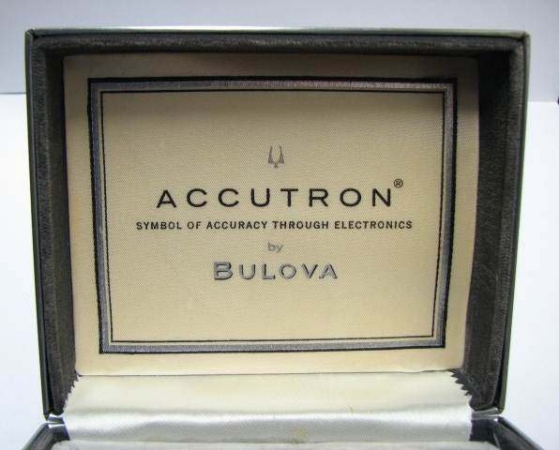 ACCUTRON®
SYMBOL OF ACCURACY THROUGH ELECTRONICS
by
BULOVA